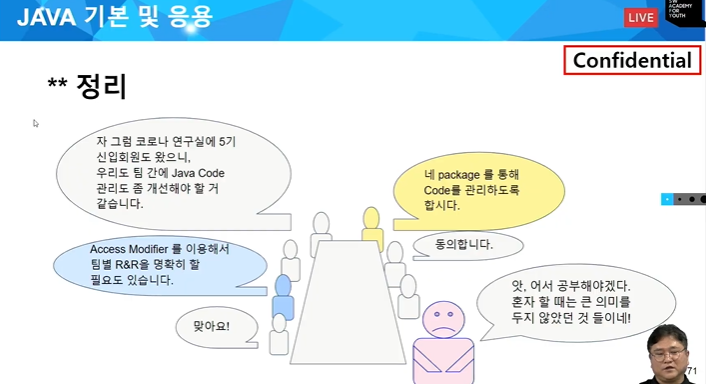 JAVA 기본 및 응용
LIVE
SW
ACADEMY
FOR
YOUTH
Confidential
** 정리
자 그럼 코로나 연구실에 5기
신입회원도 왔으니,
우리도 팀 간에 Java Code
관리도 좀 개선해야 할 거
같습니다.
네 package 를 통해
Code를 관리하도록
합시다.
동의합니다.
Access Modifier 를 이용해서
팀별 R&R을 명확히 할
필요도 있습니다.
맞아요!
앗, 어서 공부해야겠다.
혼자 할 때는 큰 의미를
두지 않았던 것 들이네!
71